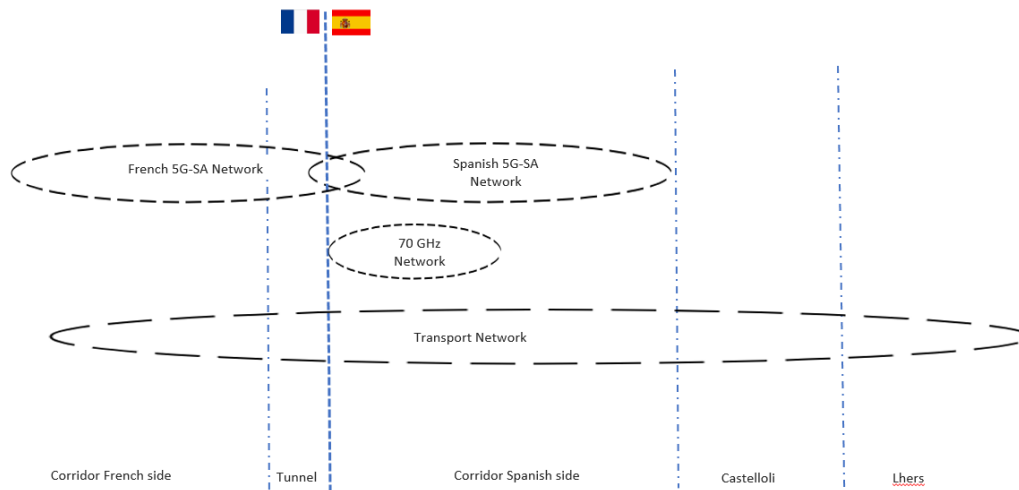 French 5G-SA Network
Spanish 5G-SA
Network
70 GHz
Network
Transport Network
Corridor French side
Tunnel
Corridor Spanish side
Castelloli
Lhers